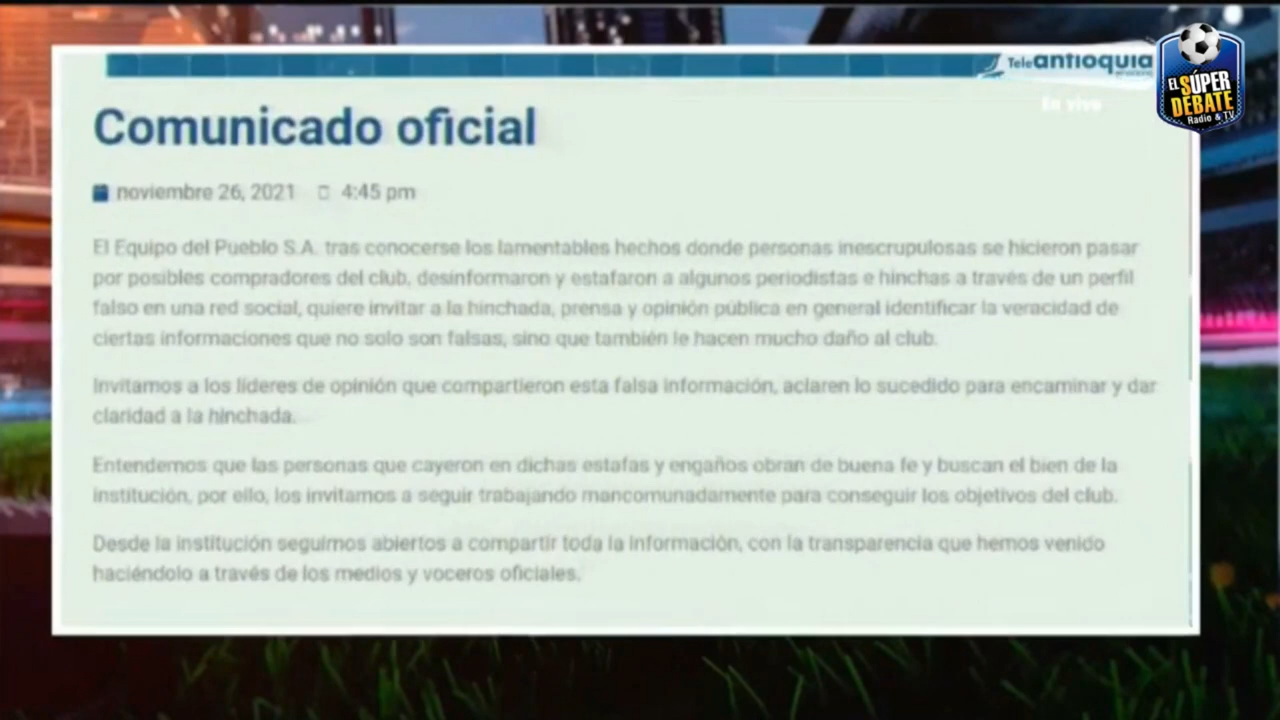 Teleantioquia
En vivo
EL SÚPER
DEBATE
Radio & TV
Comunicado oficial
noviembre 26, 2021 4:45 pm
El Equipo del Pueblo S.A. tras conocerse los lamentables hechos donde personas inescrupulosas se hicieron pasar
por posibles compradores del club, desinformaron y estafaron a algunos periodistas e hinchas a través de un perfil
falso en una red social, quiere invitar a la hinchada, prensa y opinión pública en general identificar la veracidad de
ciertas informaciones que no solo son falsas, sino que también le hacen mucho daño al club.
Invitamos a los líderes de opinión que compartieron esta falsa información, aclaren lo sucedido para encaminar y dar
claridad a la hinchada.
Entendemos que las personas que cayeron en dichas estafas y engaños obran de buena fe y buscan el bien de la
institución, por ello, los invitamos a seguir trabajando mancomunadamente para conseguir los objetivos del club.
Desde la institución seguimos abiertos a compartir toda la información, con la transparencia que hemos venido
haciéndolo a través de los medios y voceros oficiales.